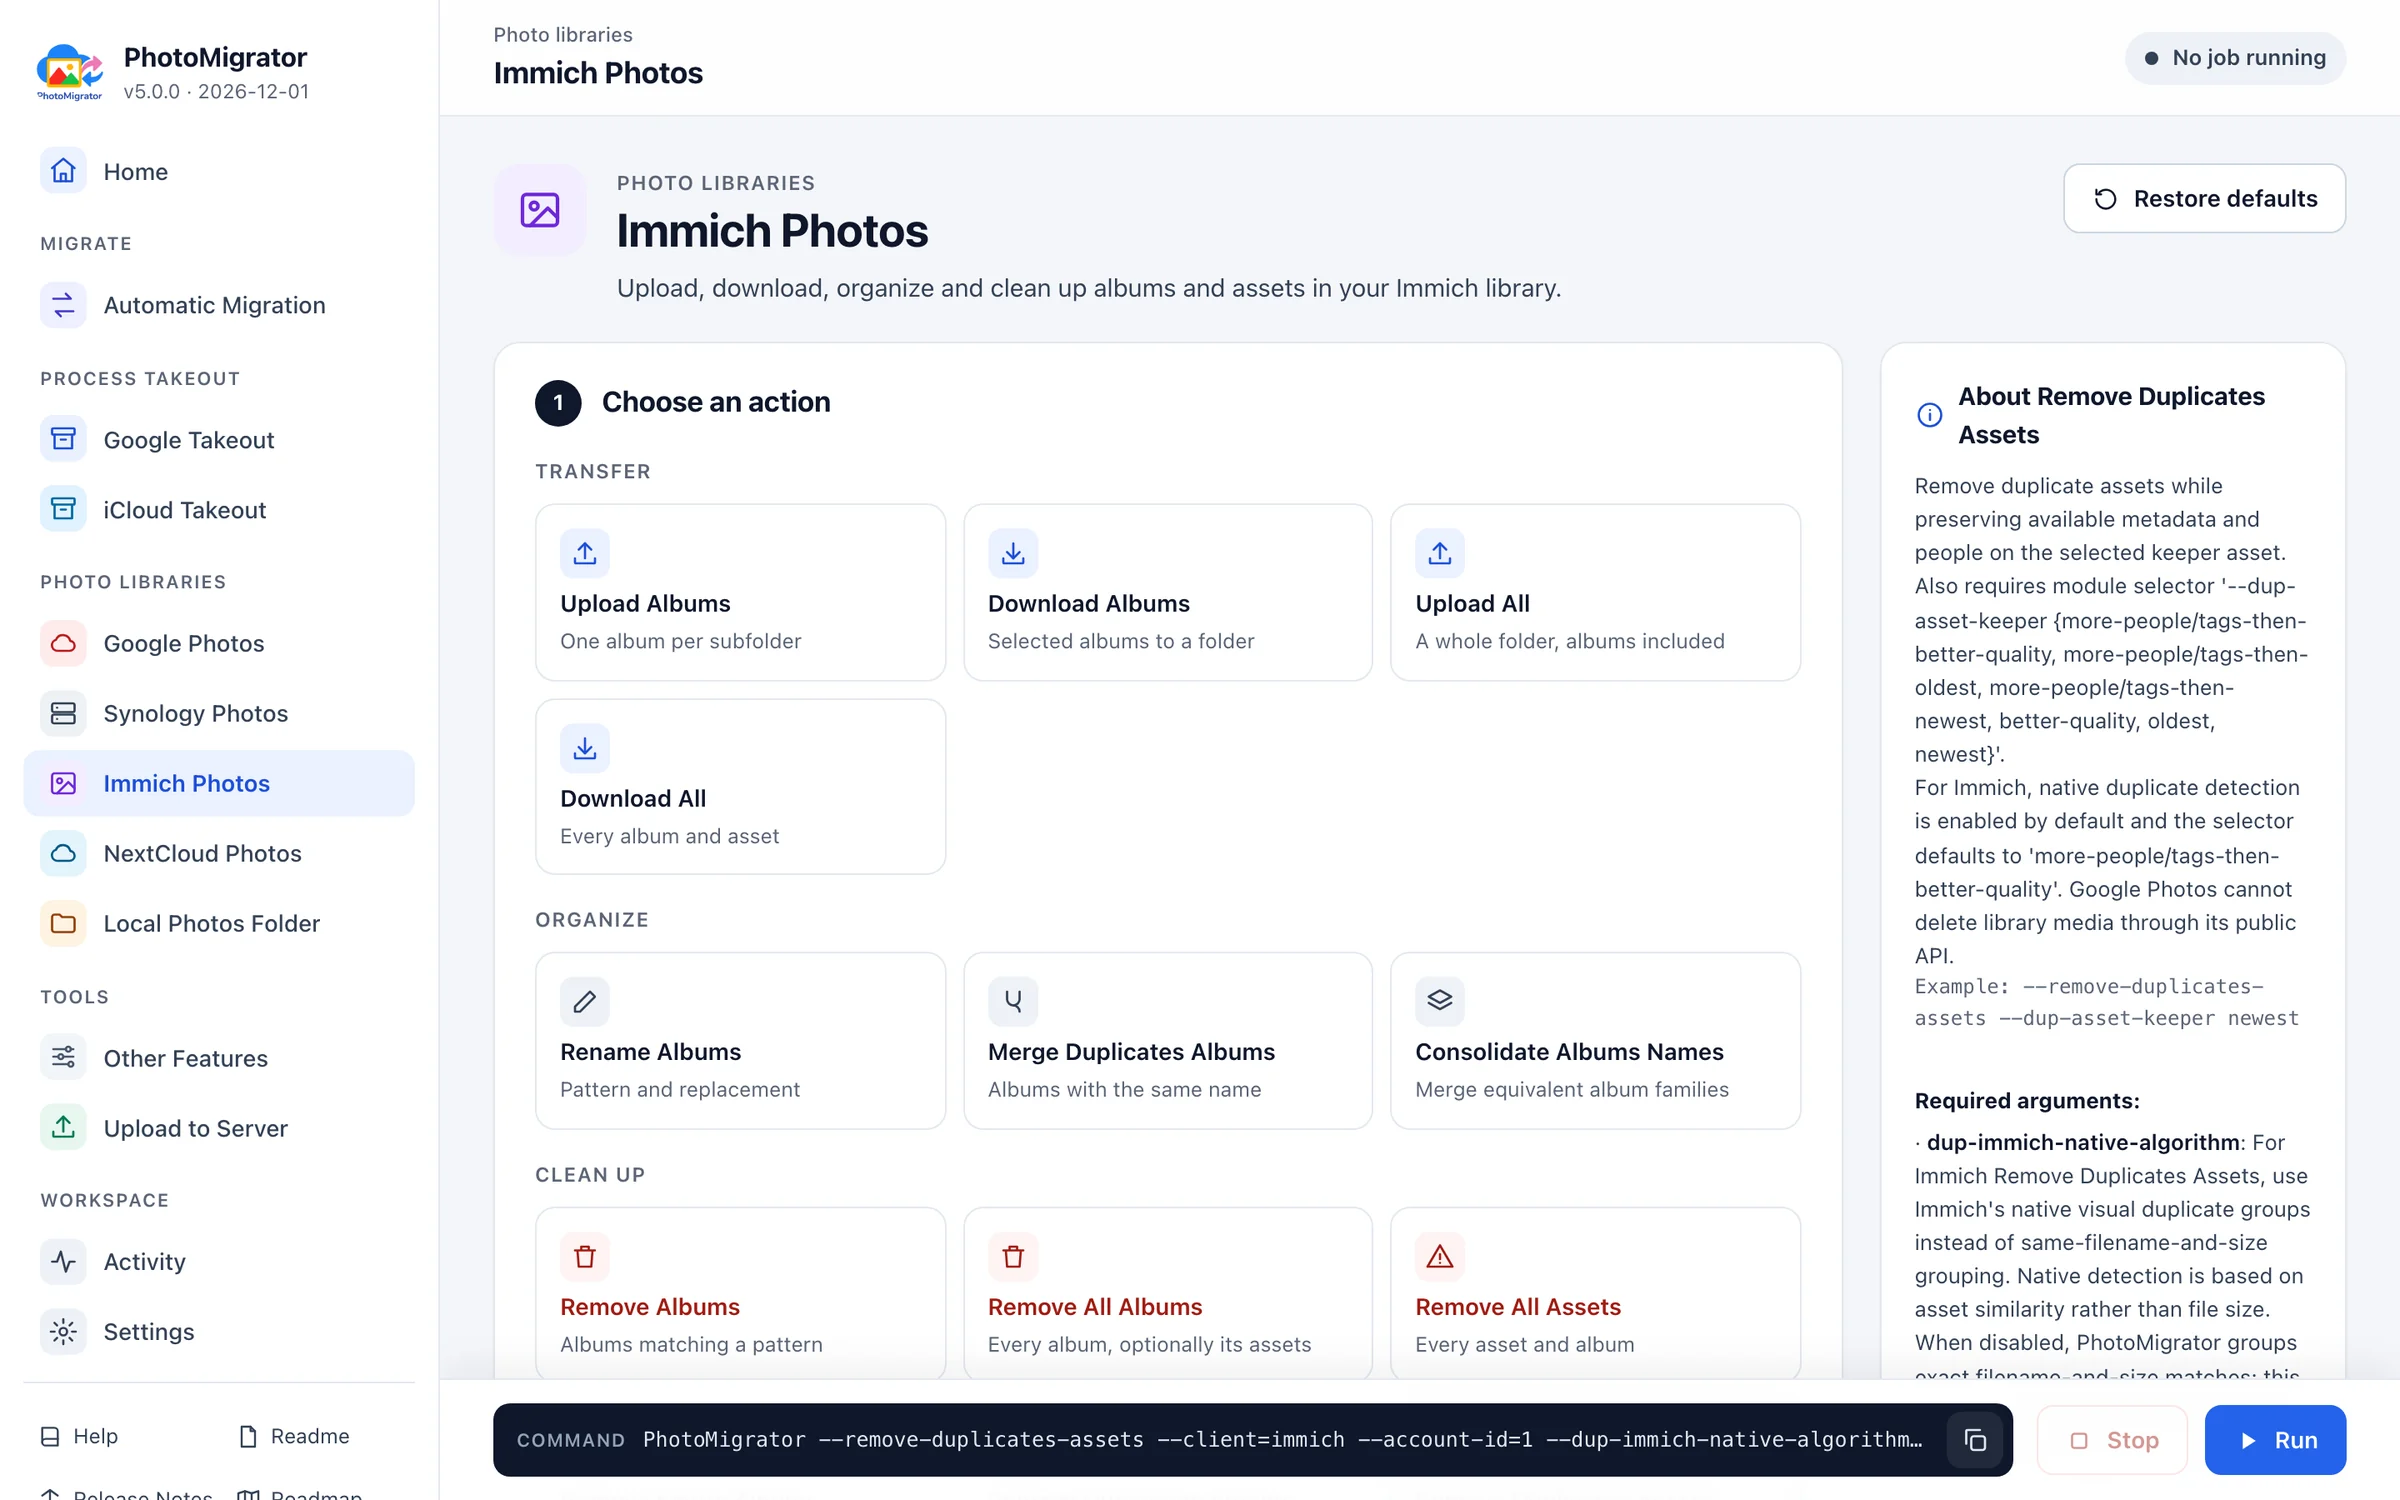 PhotoMigrator
PhotoMigrator
v5.0.0 · 2026-12-01
Home
MIGRATE
Automatic Migration
PROCESS TAKEOUT
Google Takeout
iCloud Takeout
PHOTO LIBRARIES
Google Photos
Synology Photos
Immich Photos
NextCloud Photos
Local Photos Folder
TOOLS
Other Features
Upload to Server
WORKSPACE
Activity
Settings
Help
Readme
Release Notes
Roadmap
Photo libraries
Immich Photos
No job running
PHOTO LIBRARIES
Immich Photos
Upload, download, organize and clean up albums and assets in your Immich library.
Restore defaults
1 Choose an action
TRANSFER
Upload Albums
One album per subfolder
Download Albums
Selected albums to a folder
Upload All
A whole folder, albums included
Download All
Every album and asset
ORGANIZE
Rename Albums
Pattern and replacement
Merge Duplicates Albums
Albums with the same name
Consolidate Albums Names
Merge equivalent album families
CLEAN UP
Remove Albums
Albums matching a pattern
Remove All Albums
Every album, optionally its assets
Remove All Assets
Every asset and album
About Remove Duplicates
Assets
Remove duplicate assets while
preserving available metadata and
people on the selected keeper asset.
Also requires module selector '--dup-
asset-keeper {more-people/tags-then-
better-quality, more-people/tags-then-
oldest, more-people/tags-then-
newest, better-quality, oldest,
newest}'.
For Immich, native duplicate detection
is enabled by default and the selector
defaults to 'more-people/tags-then-
better-quality'. Google Photos cannot
delete library media through its public
API.
Example: --remove-duplicates-
assets --dup-asset-keeper newest
Required arguments:
· dup-immich-native-algorithm: For
Immich Remove Duplicates Assets, use
Immich's native visual duplicate groups
instead of same-filename-and-size
grouping. Native detection is based on
asset similarity rather than file size.
When disabled, PhotoMigrator groups
exact filename-and-size matches; this
COMMAND PhotoMigrator --remove-duplicates-assets --client=immich --account-id=1 --dup-immich-native-algorithm…
Stop
Run